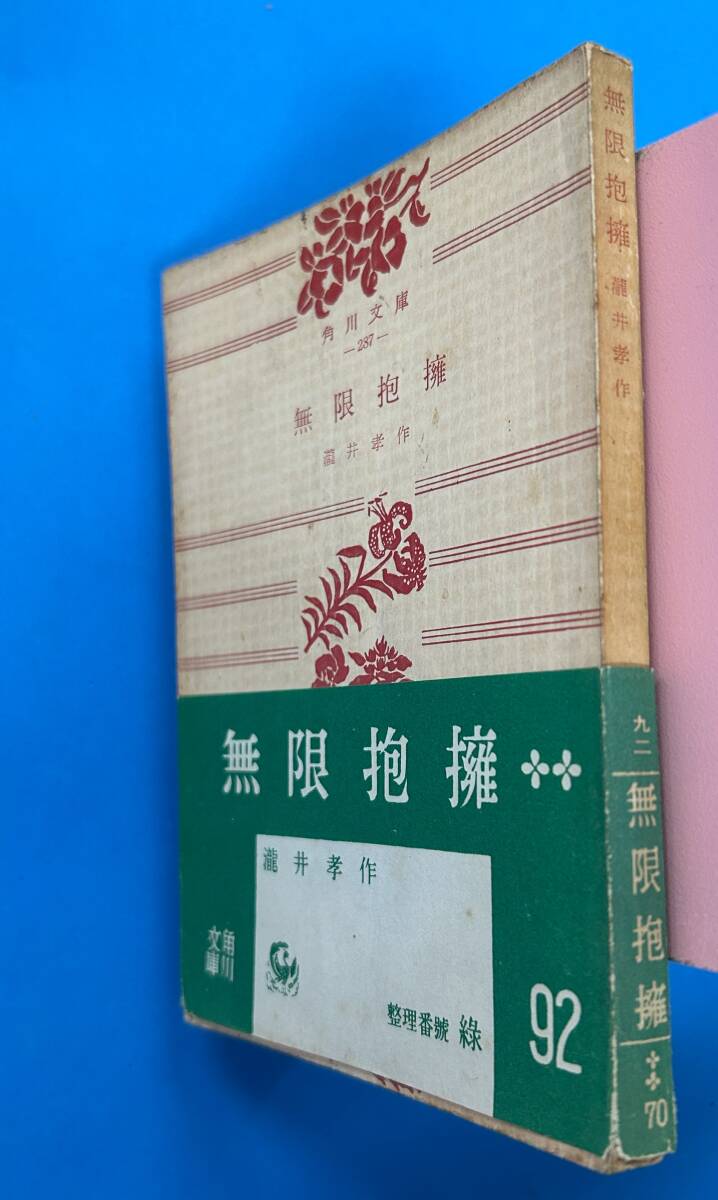 角川文庫
—287—
無限抱擁
瀧井孝作
無限抱擁
瀧井孝作
角川文庫
整理番號 綠
92
無限抱擁
瀧井孝作
九二
無限抱擁
70